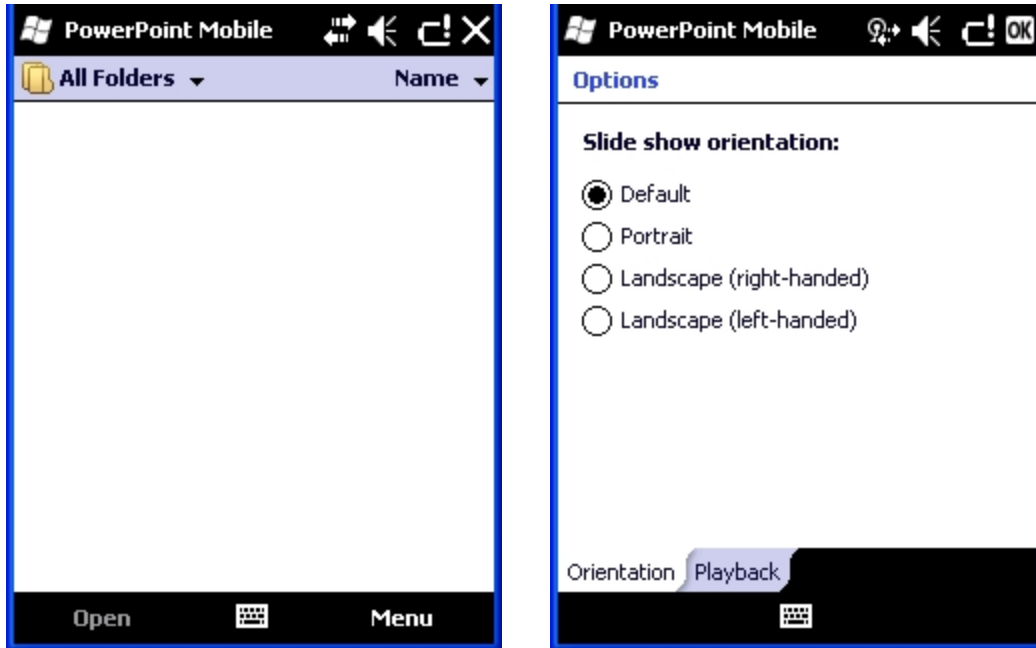 PowerPoint Mobile
All Folders Name
Open Menu
PowerPoint Mobile OK
Options
Slide show orientation:
Default
Portrait
Landscape (right-handed)
Landscape (left-handed)
Orientation Playback